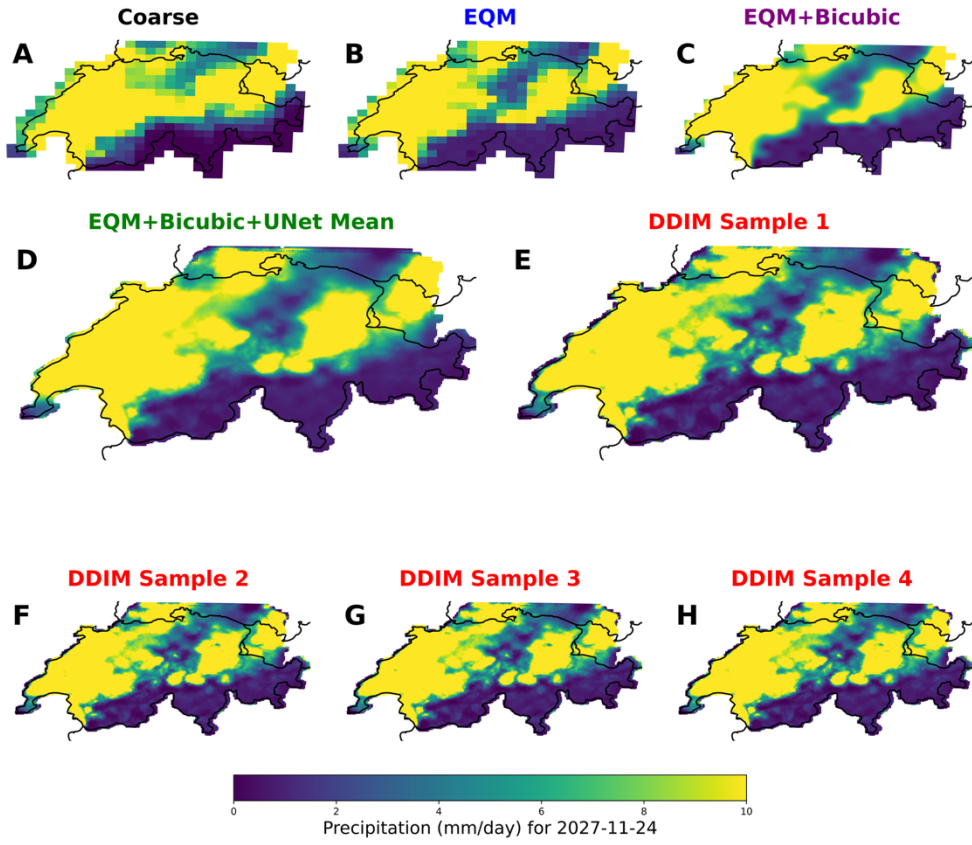 Coarse
EQM
EQM+Bicubic
A
B
C
EQM+Bicubic+UNet Mean
DDIM Sample 1
D
E
DDIM Sample 2
DDIM Sample 3
DDIM Sample 4
F
G
H
0
2
4
6
8
10
Precipitation (mm/day) for 2027-11-24